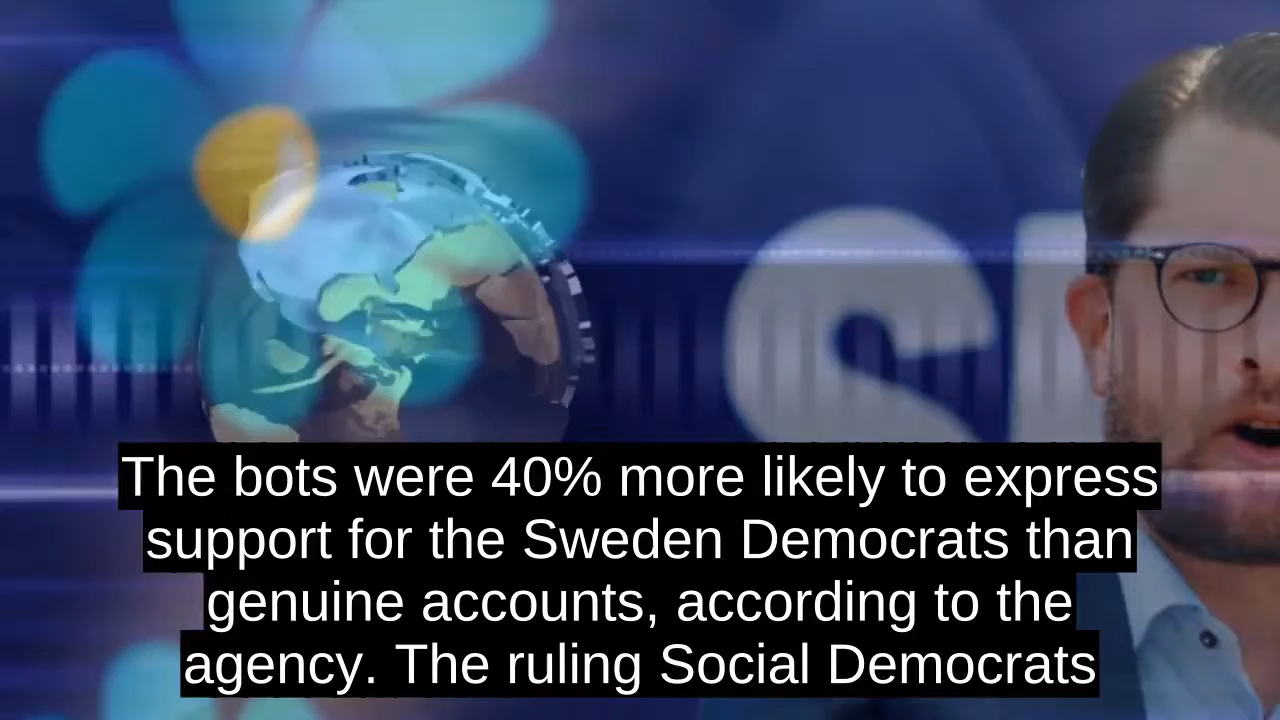 S
The bots were 40% more likely to express
support for the Sweden Democrats than
genuine accounts, according to the
agency. The ruling Social Democrats